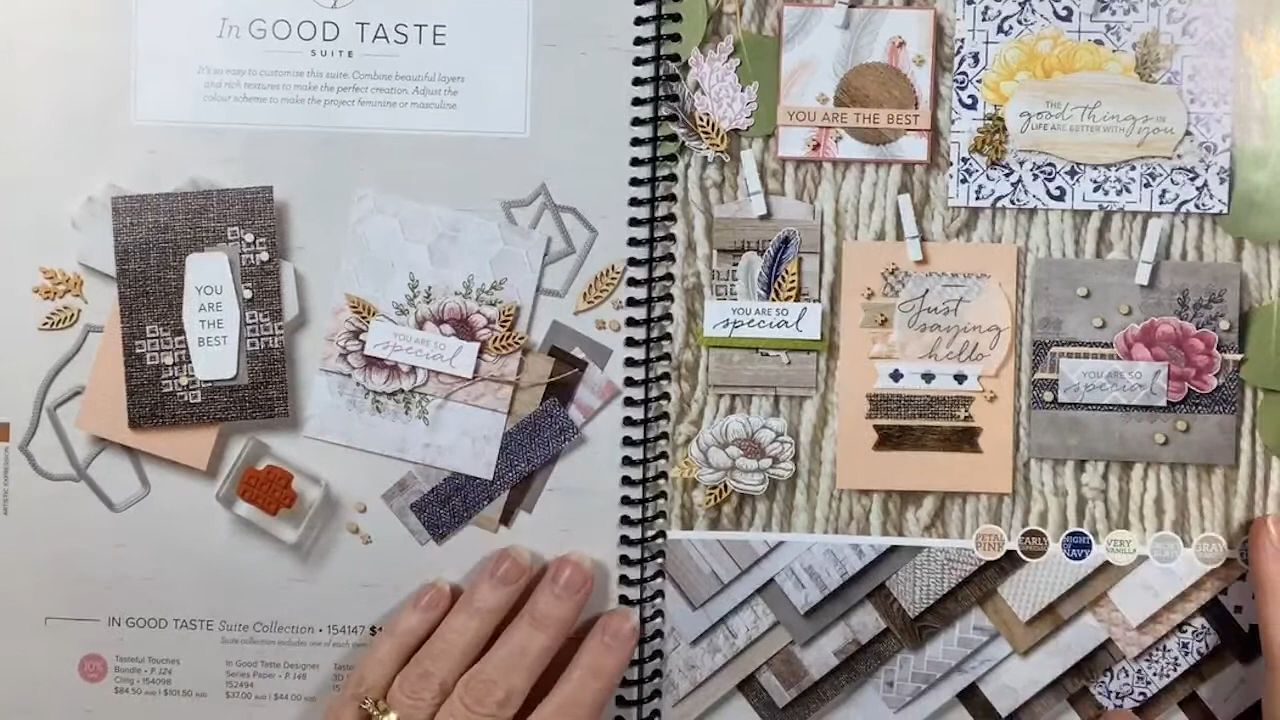 In GOOD TASTE
SUITE
It's so easy to customise this suite. Combine beautiful layers
and rich textures to make the perfect creation. Adjust the
colour scheme to make the project feminine or masculine.
YOU
ARE
THE
BEST
YOU ARE SO
special
ARTISTIC EXPRESSION
IN GOOD TASTE Suite Collection • 154147 $1
Suite collection includes one of each
10%
Tasteful Touches
Bundle • P. 124
Cling • 154098
$84.50 AUD | $101.50 NZD
In Good Taste Designer
Series Paper • P. 148
152494
$37.00 AUD | $44.00 NZD
Taste
3D
YOU ARE THE BEST
THE
good things IN
LIFE ARE BETTER WITH you
YOU ARE SO
special
Just
saying
hello
YOU ARE SO
special
PETAL
PINK
EARLY
ESPRESSO
NIGHT
OF
NAVY
VERY
VANILLA
GRAY